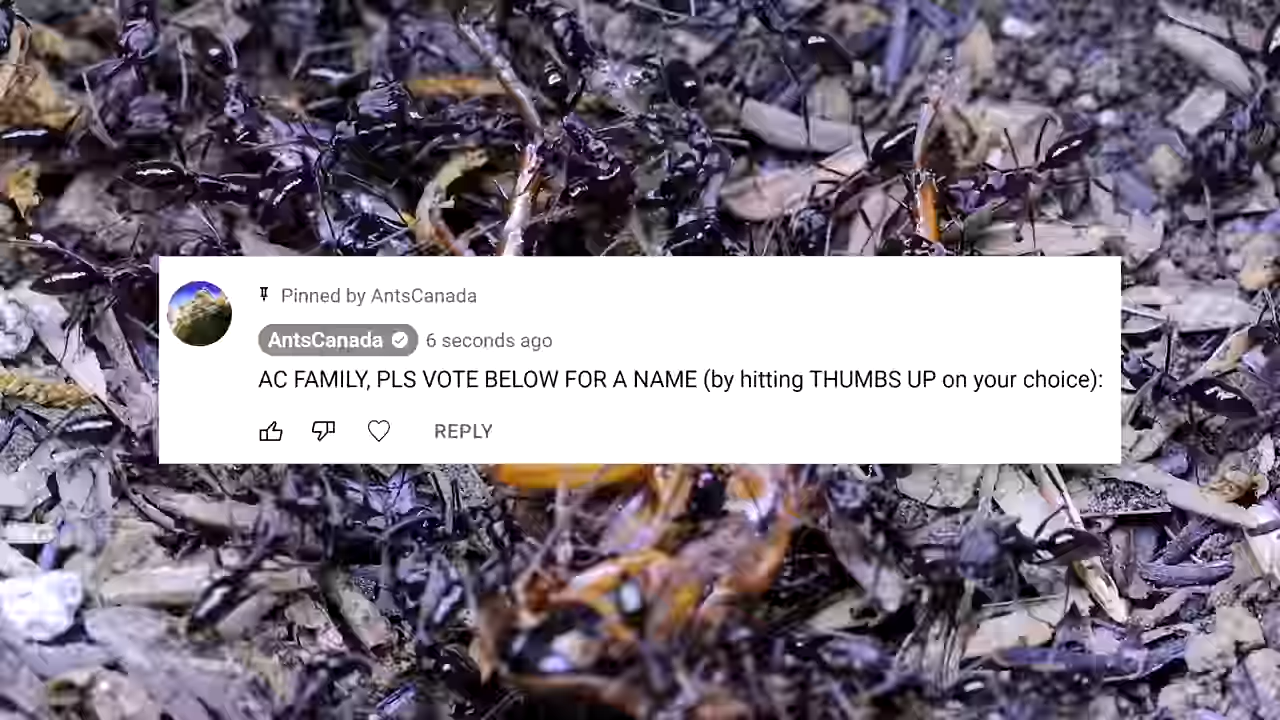 Pinned by AntsCanada
AntsCanada 6 seconds ago
AC FAMILY, PLS VOTE BELOW FOR A NAME (by hitting THUMBS UP on your choice):
REPLY